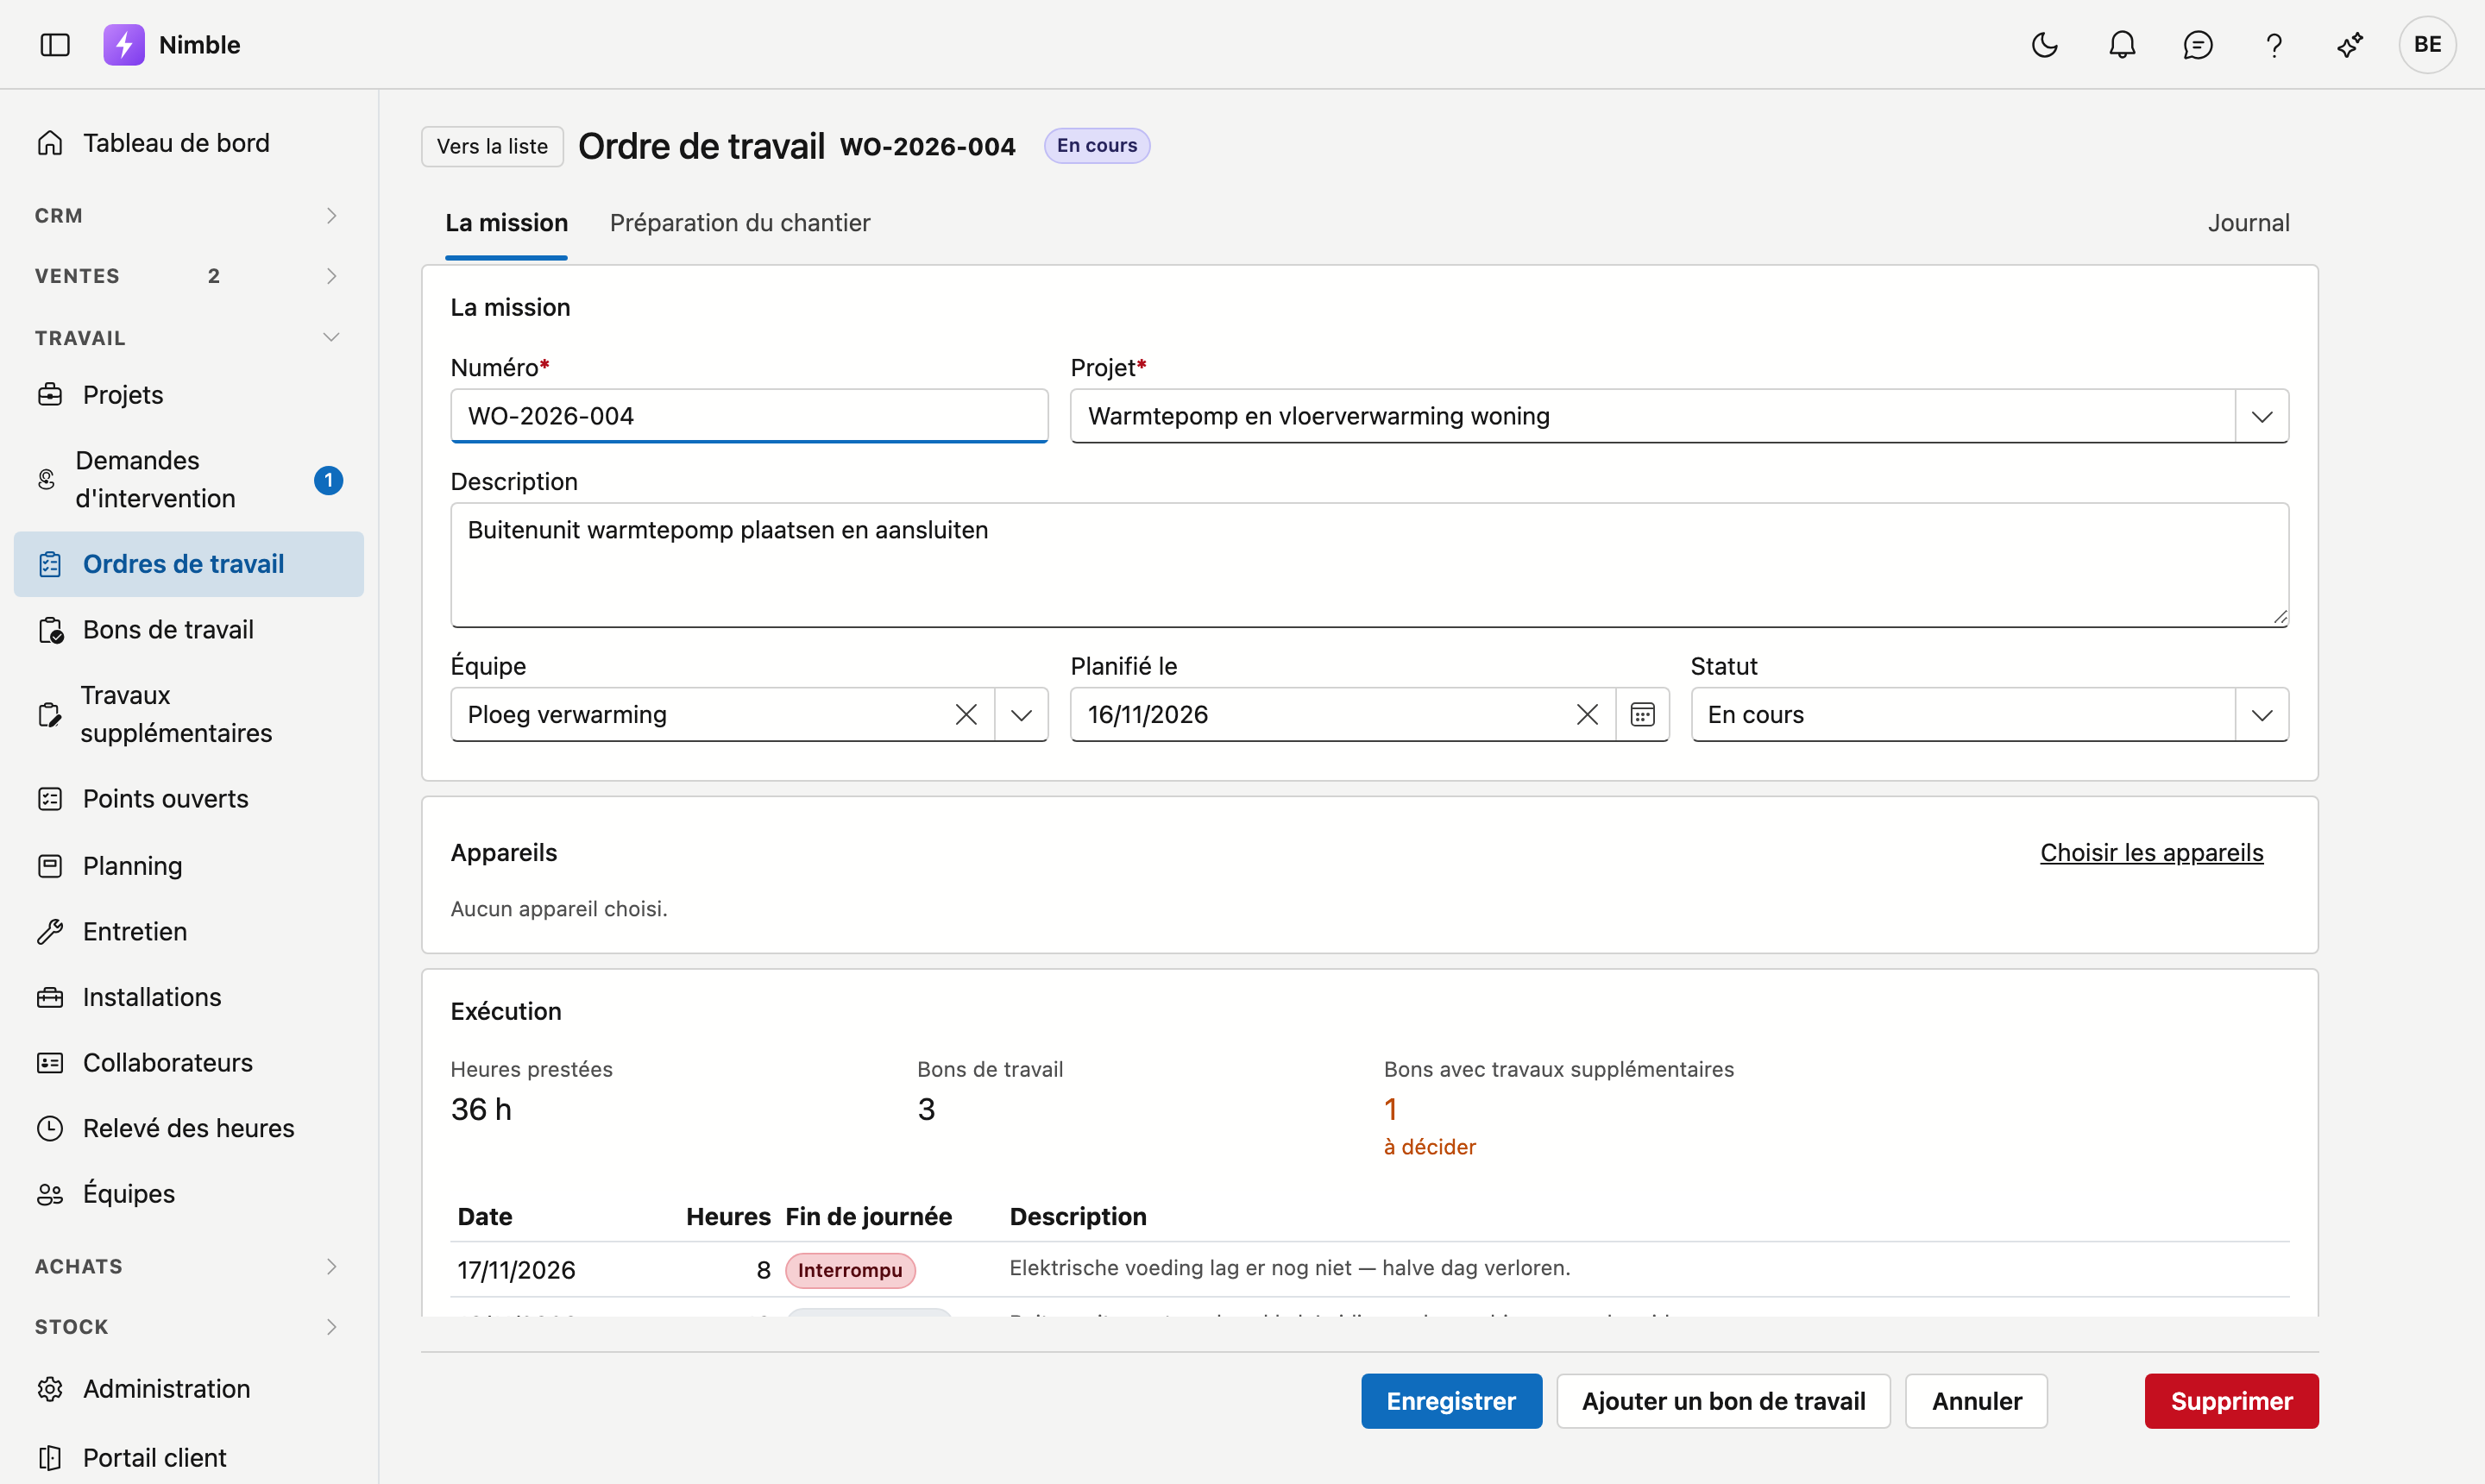 Nimble
BE
Tableau de bord
CRM
VENTES 2
TRAVAIL
Projets
Demandes
d'intervention
1
Ordres de travail
Bons de travail
Travaux
supplémentaires
Points ouverts
Planning
Entretien
Installations
Collaborateurs
Relevé des heures
Équipes
ACHATS
STOCK
Administration
Portail client
Vers la liste Ordre de travail WO-2026-004 En cours
La mission Préparation du chantier Journal
La mission
Numéro* Projet*
WO-2026-004 Warmtepomp en vloerverwarming woning
Description
Buitenunit warmtepomp plaatsen en aansluiten
Équipe Planifié le Statut
Ploeg verwarming 16/11/2026 En cours
Appareils Choisir les appareils
Aucun appareil choisi.
Exécution
Heures prestées Bons de travail Bons avec travaux supplémentaires
36 h 3 1
à décider
Date Heures Fin de journée Description
17/11/2026 8 Interrompu Elektrische voeding lag er nog niet — halve dag verloren.
Enregistrer Ajouter un bon de travail Annuler Supprimer